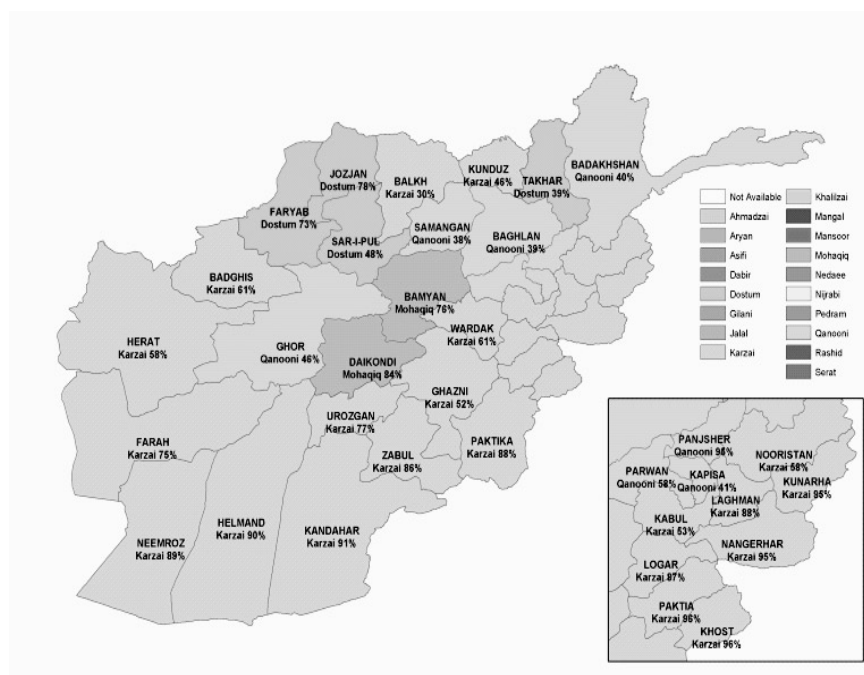 JOZJAN
Dostum 78%
BALKH
Karzai 30%
KUNDUZ
Karzai 46%
TAKHAR
Dostum 39%
BADAKHSHAN
Qanooni 40%
FARYAB
Dostum 73%
SAR-I-PUL
Dostum 48%
SAMANGAN
Qanooni 38%
BAGHLAN
Qanooni 39%
BADGHIS
Karzai 61%
BAMYAN
Mohaqiq 76%
HERAT
Karzai 58%
GHOR
Qanooni 46%
DAIKONDI
Mohaqiq 84%
WARDAK
Karzai 61%
GHAZNI
Karzai 52%
UROZGAN
Karzai 77%
FARAH
Karzai 75%
ZABUL
Karzai 86%
PAKTIKA
Karzai 88%
NEEMROZ
Karzai 89%
HELMAND
Karzai 90%
KANDAHAR
Karzai 91%
Not Available
Ahmadzai
Aryan
Asifi
Dabir
Dostum
Gilani
Jalal
Karzai
Khalilzai
Mangal
Mansoor
Mohaqiq
Nedaee
Nijrabi
Pedram
Qanooni
Rashid
Serat
PANJSHER
Qanooni 95%
NOORISTAN
Karzai 58%
PARWAN
Qanooni 58%
KAPISA
Qanooni 41%
KUNARHA
Karzai 95%
LAGHMAN
Karzai 88%
KABUL
Karzai 53%
NANGERHAR
Karzai 95%
LOGAR
Karzai 87%
PAKTIA
Karzai 96%
KHOST
Karzai 96%